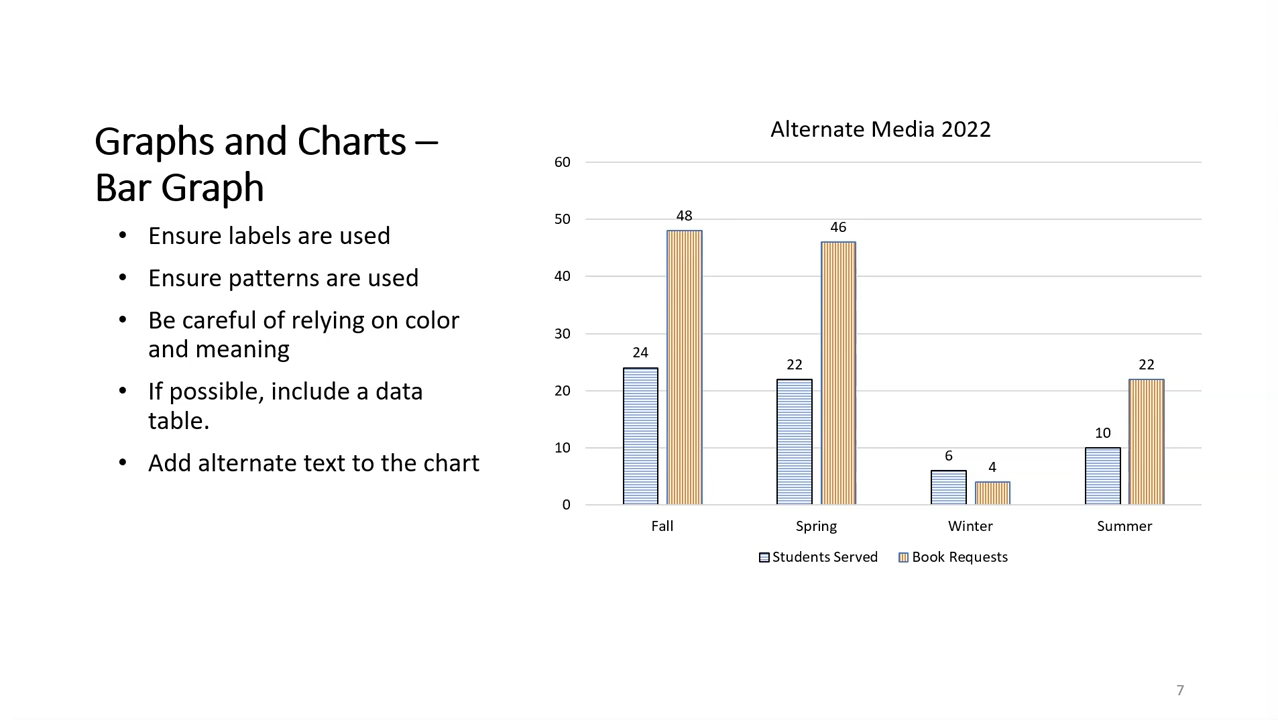 Graphs and Charts –
Bar Graph
• Ensure labels are used
• Ensure patterns are used
• Be careful of relying on color
and meaning
• If possible, include a data
table.
• Add alternate text to the chart
Alternate Media 2022
60
50
40
30
20
10
0
24
48
22
46
6
4
10
22
Fall
Spring
Winter
Summer
Students Served
Book Requests
7